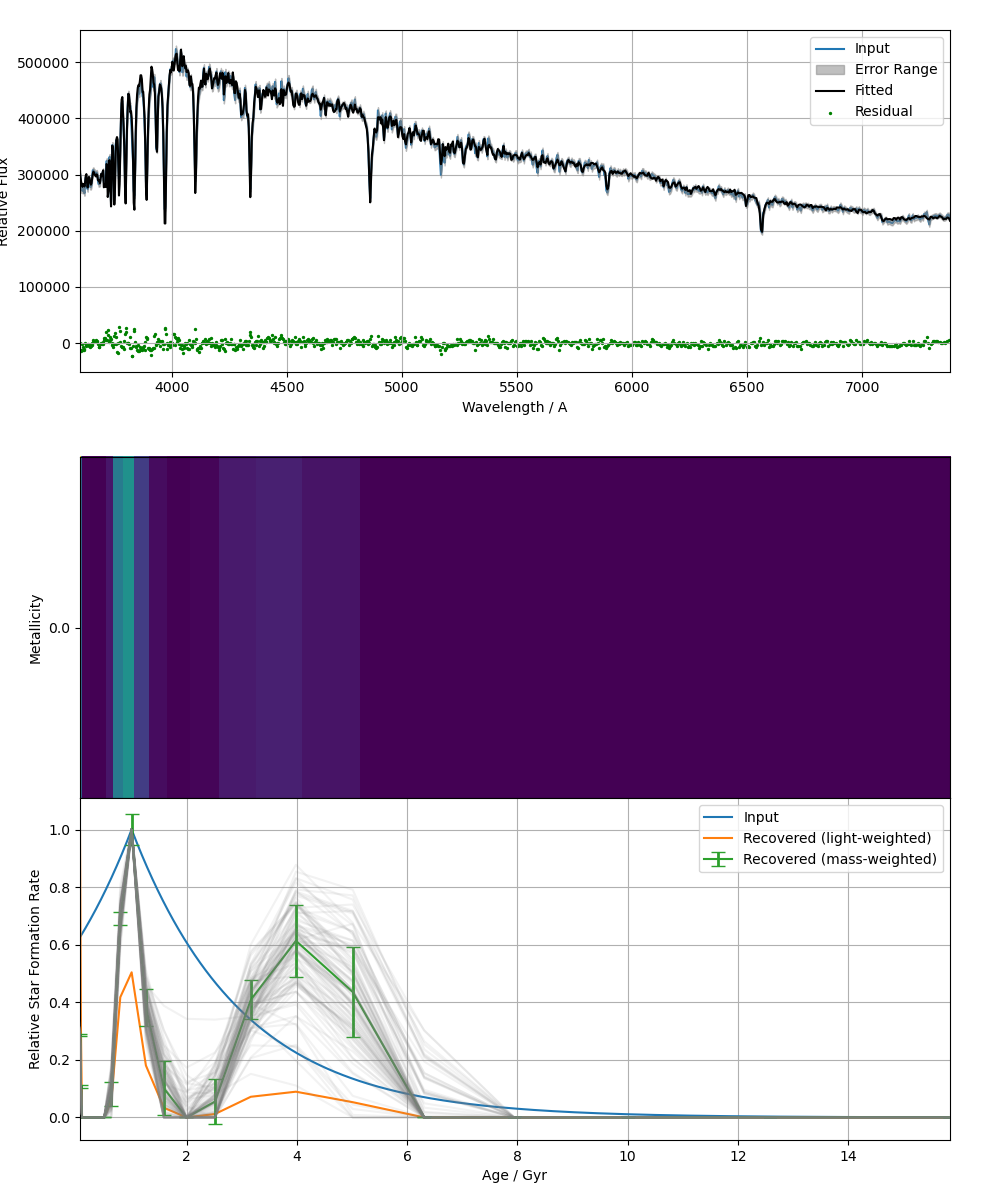 500000
400000
300000
200000
100000
0
Relative Flux
Input
Error Range
Fitted
Residual
4000
4500
5000
5500
6000
6500
7000
Wavelength / A
Metallicity
0.0
1.0
0.8
0.6
0.4
0.2
0.0
Relative Star Formation Rate
Input
Recovered (light-weighted)
Recovered (mass-weighted)
2
4
6
8
10
12
14
Age / Gyr